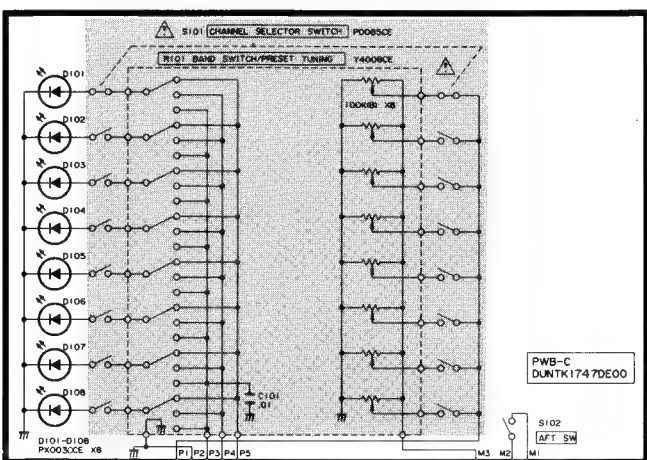 S101 CHANNEL SELECTOR SWITCH P0085CE
R101 BAND SWITCH/PRESET TUNING Y4008CE
D101
100K(B) X8
D102
D103
D104
D105
D106
D107
D108
C101
.01
PWB-C
DUNTK1747DE00
S102
AFT SW
D101-D108
PX0030CE X8
P1 P2 P3 P4 P5
M3 M2 M1